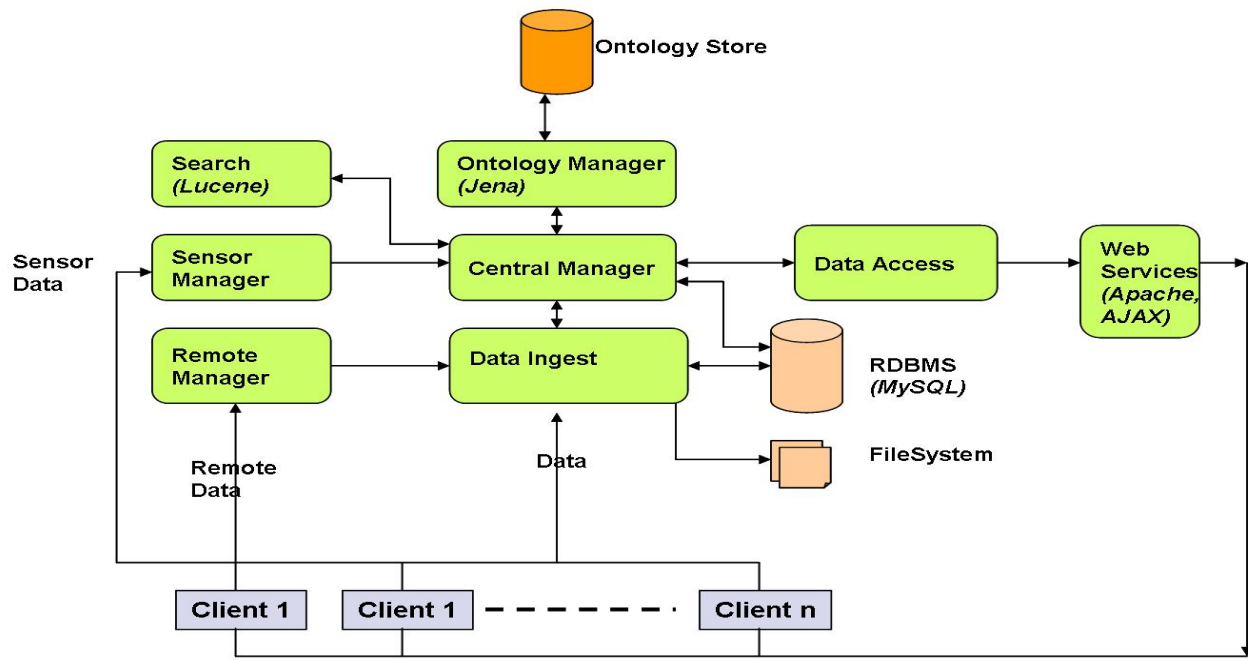 Ontology Store
Search
(Lucene)
Ontology Manager
(Jena)
Sensor
Data
Sensor
Manager
Central Manager
Data Access
Web
Services
(Apache,
AJAX)
Remote
Manager
Data Ingest
RDBMS
(MySQL)
Remote
Data
Data
FileSystem
Client 1
Client 1
Client n